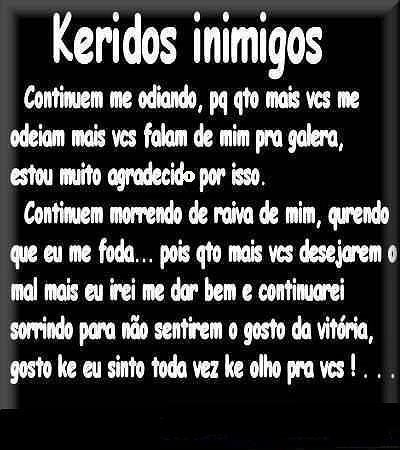 Keridos inimigos
Continuem me odiando, pq qto mais vcs me
odeiam mais vcs falam de mim pra galera,
estou muito agradecido por isso.
Continuem morrendo de raiva de mim, qurendo
que eu me foda... pois qto mais vcs desejarem o
mal mais eu irei me dar bem e continuarei
sorrindo para não sentirem o gosto da vitória,
gosto ke eu sinto toda vez ke olho pra vcs ! . . .